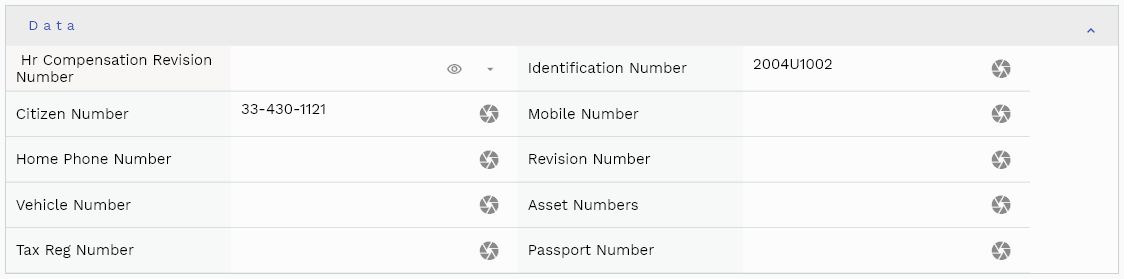 Data
Hr Compensation Revision
Number
Identification Number
2004U1002
Citizen Number
33-430-1121
Mobile Number
Home Phone Number
Revision Number
Vehicle Number
Asset Numbers
Tax Reg Number
Passport Number